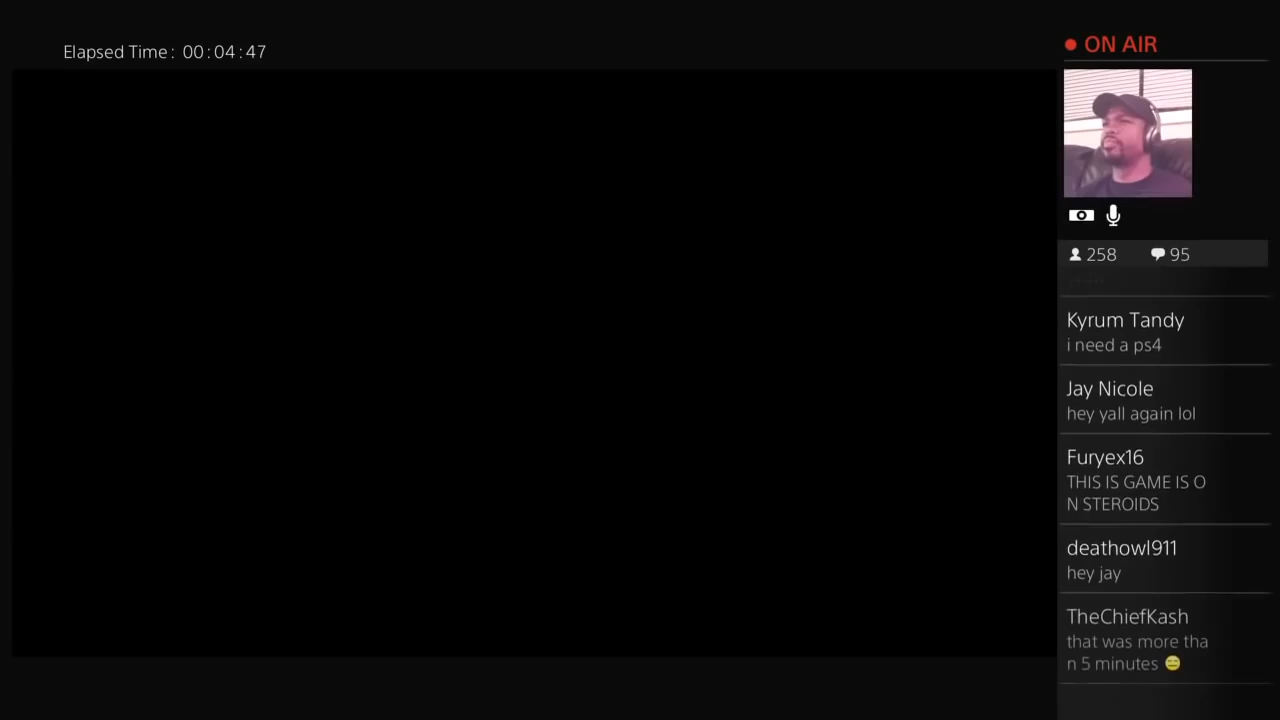 Elapsed Time: 00:04:47
ON AIR
258 95
Kyrum Tandy
i need a ps4
Jay Nicole
hey yall again lol
Furyex16
THIS IS GAME IS O
N STEROIDS
deathowl911
hey jay
TheChiefKash
that was more tha
n 5 minutes 😑